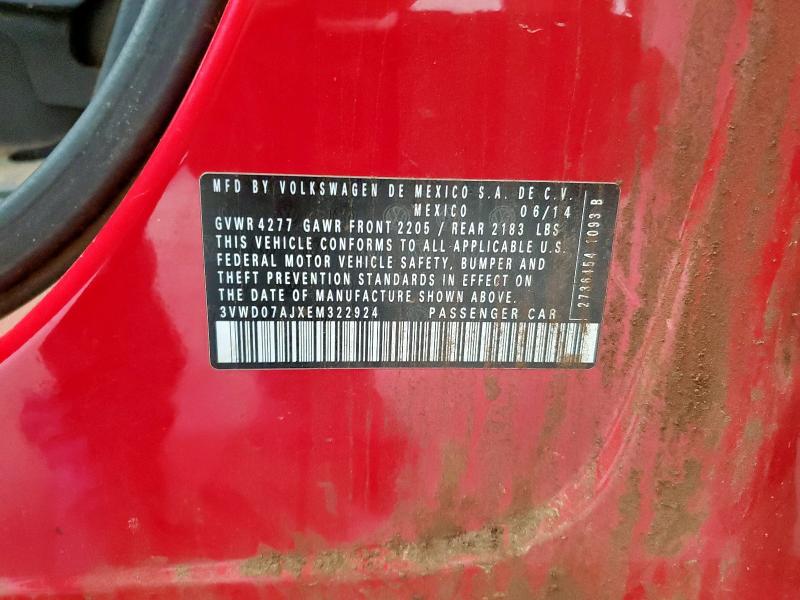 MFD BY VOLKSWAGEN DE MEXICO S.A. DE C.V.
MEXICO 06/14
GVWR 4277 GAWR FRONT 2205 / REAR 2183 LBS
THIS VEHICLE CONFORMS TO ALL APPLICABLE U.S.
FEDERAL MOTOR VEHICLE SAFETY, BUMPER AND
THEFT PREVENTION STANDARDS IN EFFECT ON
THE DATE OF MANUFACTURE SHOWN ABOVE.
3VWD07AJXEM322924 PASSENGER CAR
2736454 1093 B